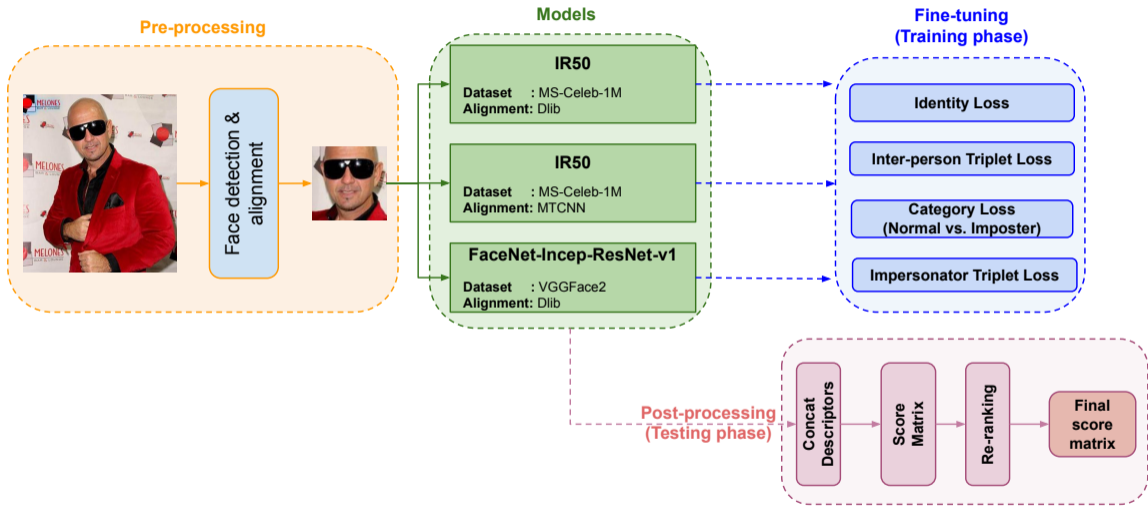 Pre-processing
MELONES
MELONES
Face detection &
alignment
Models
IR50
Dataset : MS-Celeb-1M
Alignment: Dlib
IR50
Dataset : MS-Celeb-1M
Alignment: MTCNN
FaceNet-Incep-ResNet-v1
Dataset : VGGFace2
Alignment: Dlib
Fine-tuning
(Training phase)
Identity Loss
Inter-person Triplet Loss
Category Loss
(Normal vs. Imposter)
Impersonator Triplet Loss
Post-processing
(Testing phase)
Concat
Descriptors
Score
Matrix
Re-ranking
Final
score
matrix